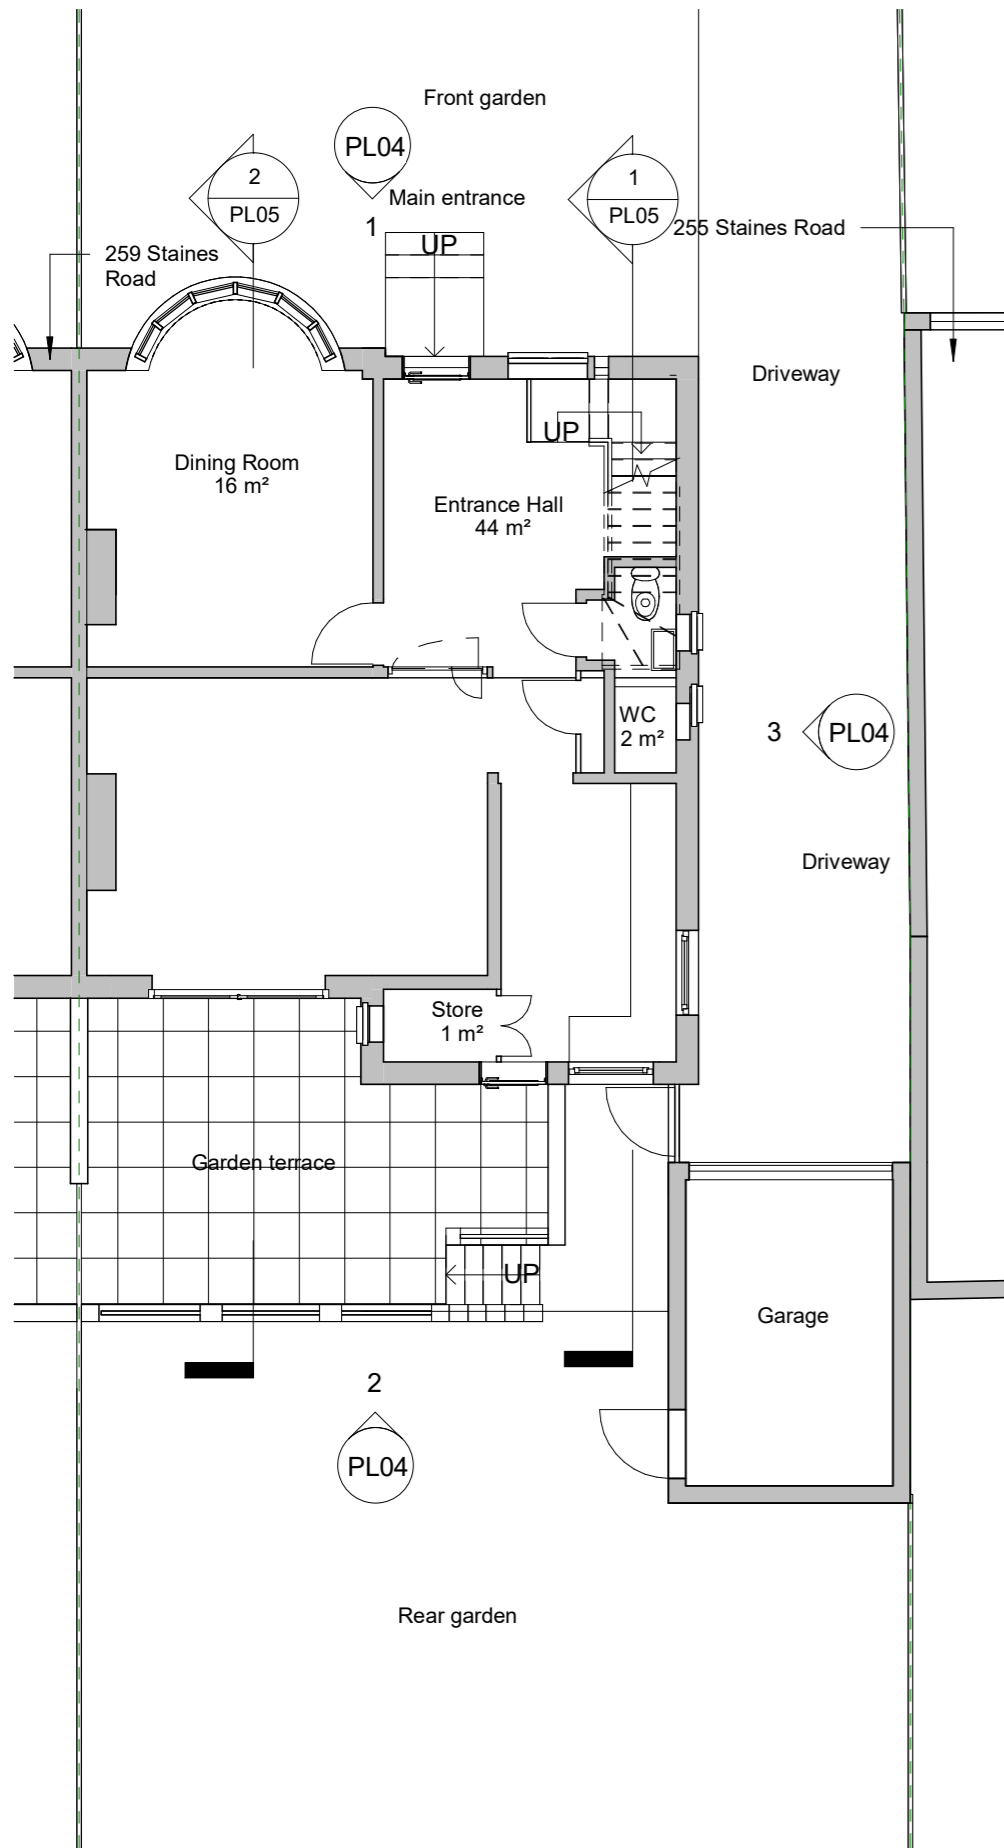 Front garden
PL04
1
Main entrance
2
PL05
1
PL05
UP
255 Staines Road
259 Staines
Road
Driveway
UP
Dining Room
16 m²
Entrance Hall
44 m²
WC
2 m²
3
PL04
Driveway
Store
1 m²
Garden terrace
UP
Garage
2
PL04
Rear garden